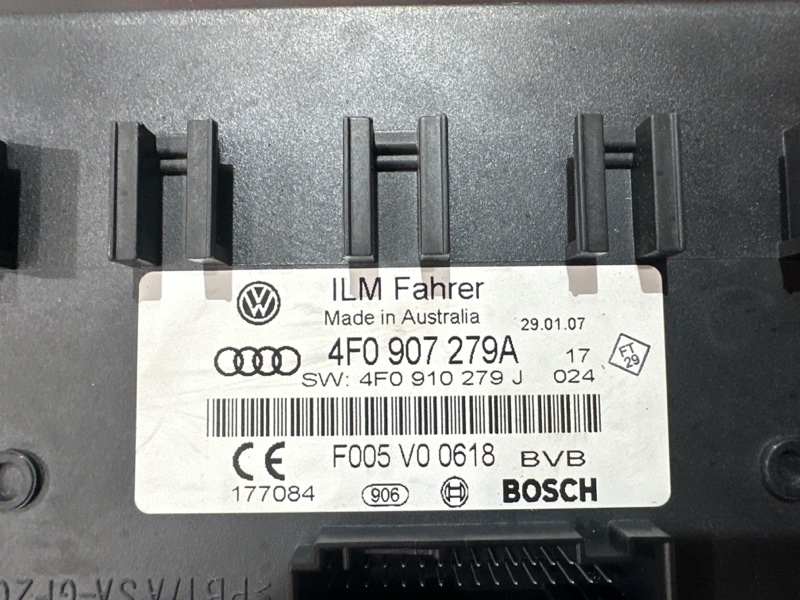 ILM Fahrer
Made in Australia
29.01.07
4F0 907 279A
17
FT
29
SW: 4F0 910 279 J
024
CE
F005 V0 0618
BVB
177084
906
BOSCH